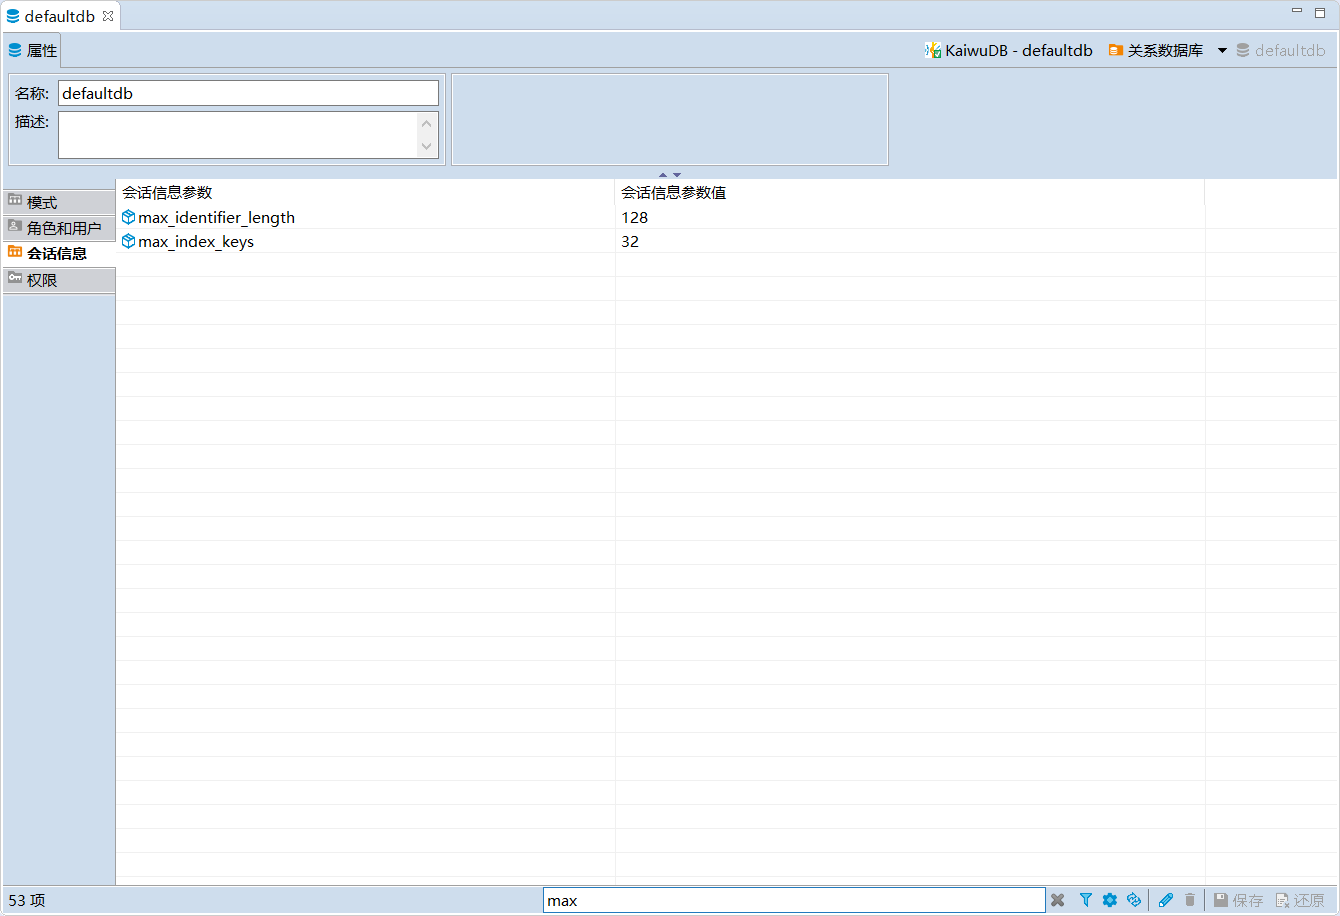 defaultdb
属性
KaiwuDB - defaultdb 关系数据库 defaultdb
名称: defaultdb
描述:
模式
角色和用户
会话信息
权限
会话信息参数 会话信息参数值
max_identifier_length 128
max_index_keys 32
53 项 max 保存 还原